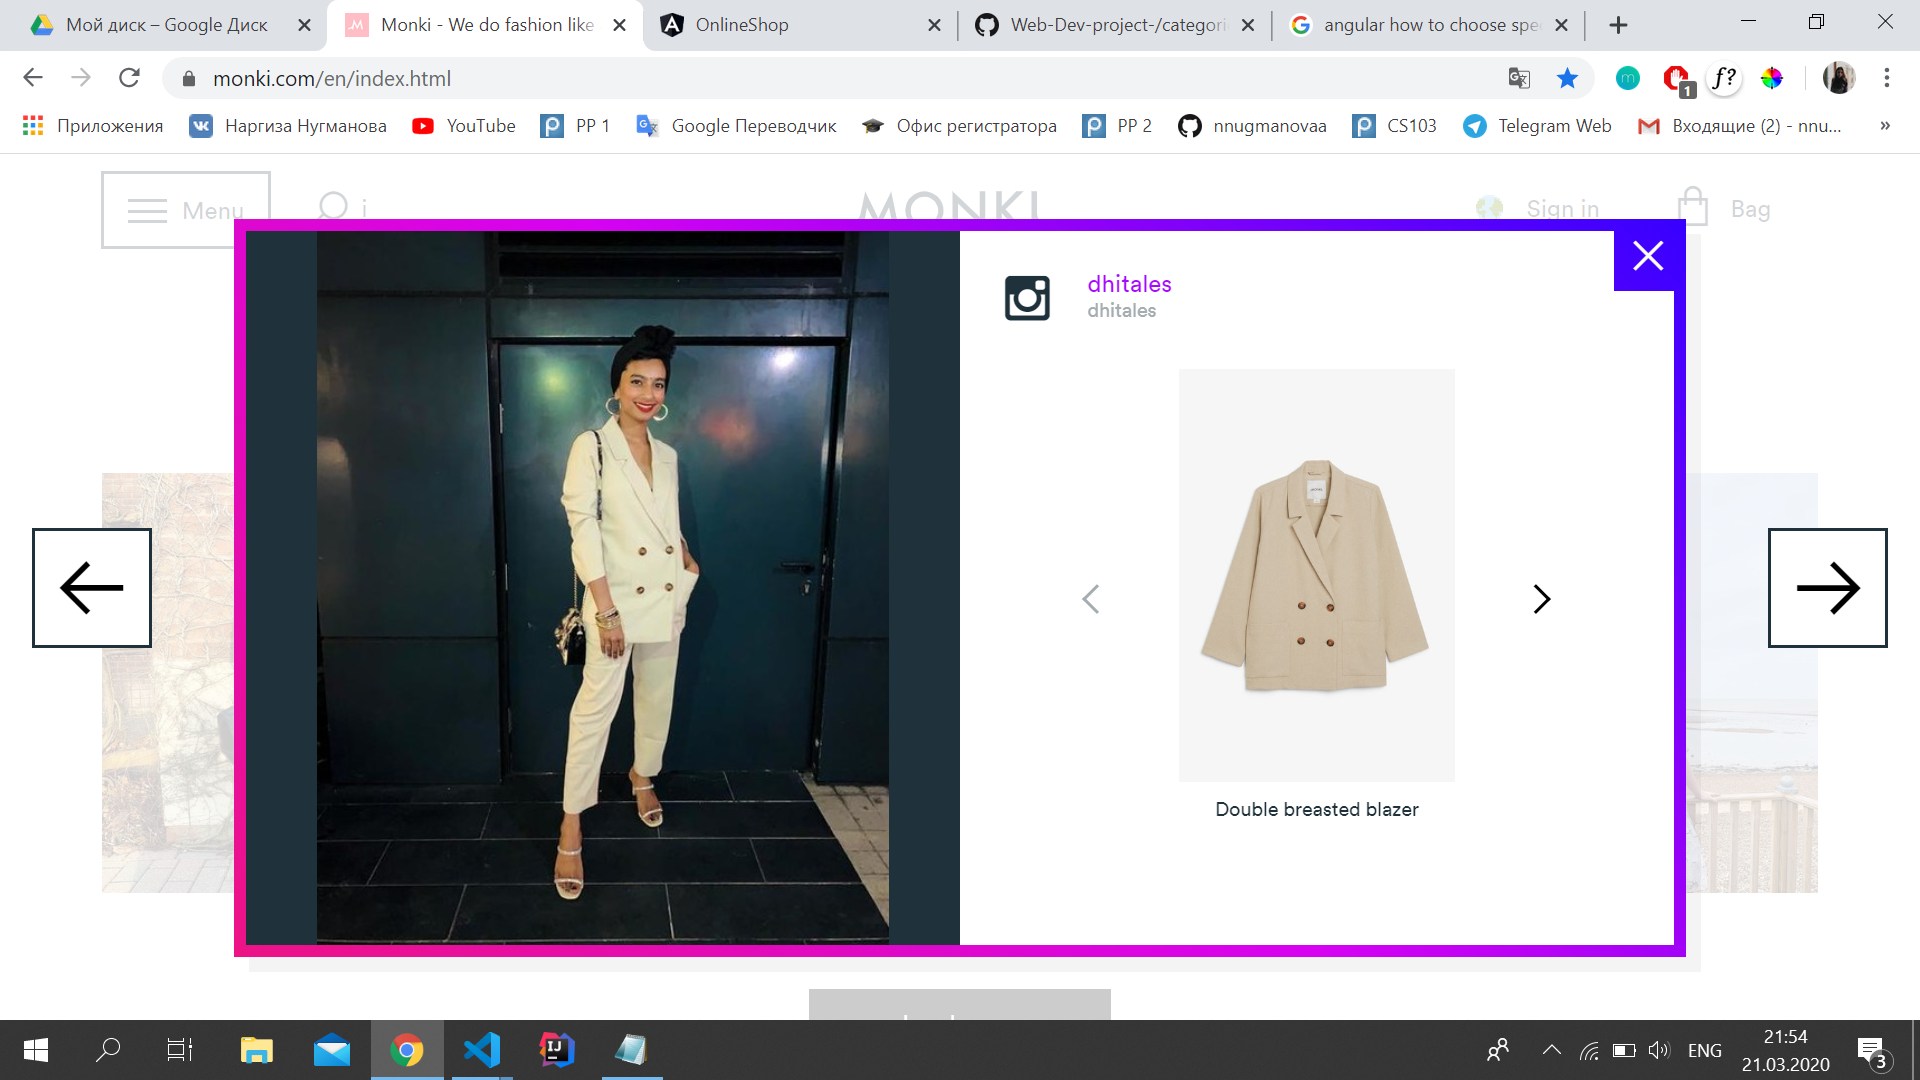 Мой диск – Google Диск
Monki - We do fashion like
OnlineShop
Web-Dev-project-/categori
angular how to choose spe
monki.com/en/index.html
1
f?
Приложения
Наргиза Нугманова
YouTube
PP 1
Google Переводчик
Офис регистратора
PP 2
nnugmanovaa
CS103
Telegram Web
Входящие (2) - nnu...
»
Menu
i
MONKI
Sign in
Bag
dhitales
dhitales
Double breasted blazer
ENG
21:54
21.03.2020
3